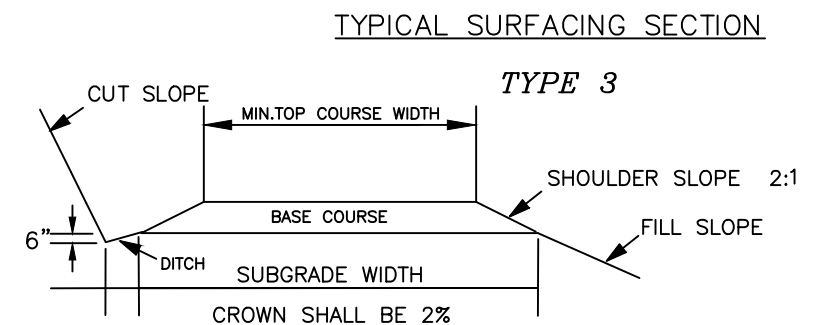 TYPICAL SURFACING SECTION
TYPE 3
CUT SLOPE
MIN.TOP COURSE WIDTH
SHOULDER SLOPE 2:1
BASE COURSE
FILL SLOPE
6"
DITCH
SUBGRADE WIDTH
CROWN SHALL BE 2%